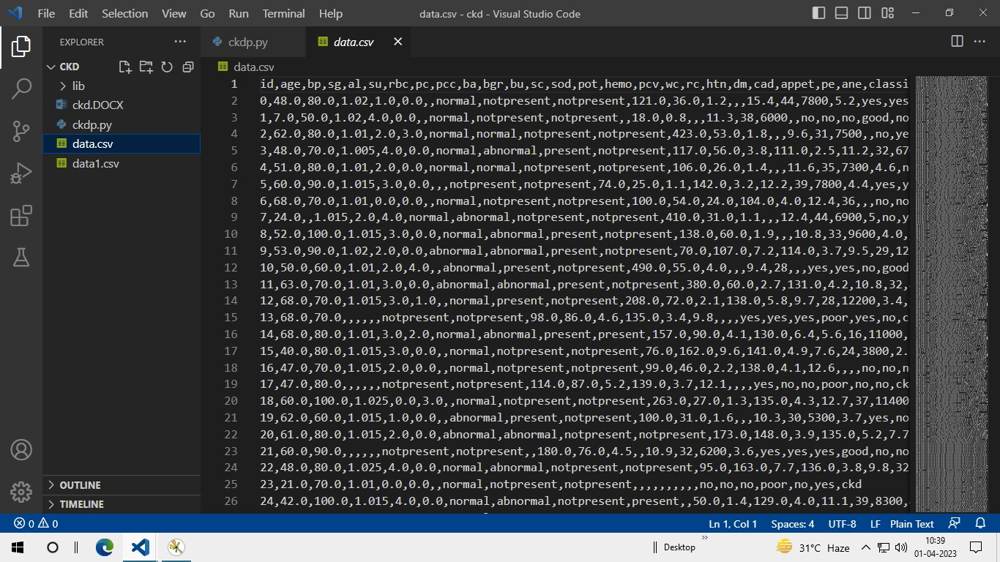 File Edit Selection View Go Run Terminal Help data.csv - ckd - Visual Studio Code
EXPLORER
CKD
lib
ckd.DOCX
ckdp.py
data.csv
data1.csv
OUTLINE
TIMELINE
ckdp.py data.csv
data.csv
1 id,age,bp,sg,al,su,rbc,pc,pcc,ba,bgr,bu,sc,sod,pot,hemo,pcv,wc,rc,htn,dm,cad,appet,pe,ane,classi
2 0,48.0,80.0,1.02,1.0,0.0,,normal,notpresent,notpresent,121.0,36.0,1.2,,,15.4,44,7800,5.2,yes,yes
3 1,7.0,50.0,1.02,4.0,0.0,,normal,notpresent,notpresent,,18.0,0.8,,,11.3,38,6000,,no,no,no,good,no
4 2,62.0,80.0,1.01,2.0,3.0,normal,normal,notpresent,notpresent,423.0,53.0,1.8,,,9.6,31,7500,,no,ye
5 3,48.0,70.0,1.005,4.0,0.0,normal,abnormal,present,notpresent,117.0,56.0,3.8,111.0,2.5,11.2,32,67
6 4,51.0,80.0,1.01,2.0,0.0,normal,normal,notpresent,notpresent,106.0,26.0,1.4,,,11.6,35,7300,4.6,n
7 5,60.0,90.0,1.015,3.0,0.0,,,notpresent,notpresent,74.0,25.0,1.1,142.0,3.2,12.2,39,7800,4.4,yes,y
8 6,68.0,70.0,1.01,0.0,0.0,,normal,notpresent,notpresent,100.0,54.0,24.0,104.0,4.0,12.4,36,,,no,no
9 7,24.0,,1.015,2.0,4.0,normal,abnormal,notpresent,notpresent,410.0,31.0,1.1,,,12.4,44,6900,5,no,y
10 8,52.0,100.0,1.015,3.0,0.0,normal,abnormal,present,notpresent,138.0,60.0,1.9,,,10.8,33,9600,4.0,
11 9,53.0,90.0,1.02,2.0,0.0,abnormal,abnormal,present,notpresent,70.0,107.0,7.2,114.0,3.7,9.5,29,12
12 10,50.0,60.0,1.01,2.0,4.0,,abnormal,present,notpresent,490.0,55.0,4.0,,,9.4,28,,,yes,yes,no,good
13 11,63.0,70.0,1.01,3.0,0.0,abnormal,abnormal,present,notpresent,380.0,60.0,2.7,131.0,4.2,10.8,32,
14 12,68.0,70.0,1.015,3.0,1.0,,normal,present,notpresent,208.0,72.0,2.1,138.0,5.8,9.7,28,12200,3.4,
15 13,68.0,70.0,,,,,,notpresent,notpresent,98.0,86.0,4.6,135.0,3.4,9.8,,,,yes,yes,yes,poor,yes,no,c
16 14,68.0,80.0,1.01,3.0,2.0,normal,abnormal,present,present,157.0,90.0,4.1,130.0,6.4,5.6,16,11000,
17 15,40.0,80.0,1.015,3.0,0.0,,normal,notpresent,notpresent,76.0,162.0,9.6,141.0,4.9,7.6,24,3800,2.
18 16,47.0,70.0,1.015,2.0,0.0,,normal,notpresent,notpresent,99.0,46.0,2.2,138.0,4.1,12.6,,,,no,no,n
19 17,47.0,80.0,,,,,,notpresent,notpresent,114.0,87.0,5.2,139.0,3.7,12.1,,,,yes,no,no,poor,no,no,ck
20 18,60.0,100.0,1.025,0.0,3.0,,normal,notpresent,notpresent,263.0,27.0,1.3,135.0,4.3,12.7,37,11400
21 19,62.0,60.0,1.015,1.0,0.0,,abnormal,present,notpresent,100.0,31.0,1.6,,,10.3,30,5300,3.7,yes,no
22 20,61.0,80.0,1.015,2.0,0.0,abnormal,abnormal,notpresent,notpresent,173.0,148.0,3.9,135.0,5.2,7.7
23 21,60.0,90.0,,,,,,notpresent,notpresent,,180.0,76.0,4.5,,10.9,32,6200,3.6,yes,yes,yes,good,no,no
24 22,48.0,80.0,1.025,4.0,0.0,normal,abnormal,notpresent,notpresent,95.0,163.0,7.7,136.0,3.8,9.8,32
25 23,21.0,70.0,1.01,0.0,0.0,,normal,notpresent,notpresent,,,,,,,,,,no,no,no,poor,no,yes,ckd
26 24,42.0,100.0,1.015,4.0,0.0,normal,abnormal,notpresent,present,,50.0,1.4,129.0,4.0,11.1,39,8300,
0 0 Ln 1, Col 1 Spaces: 4 UTF-8 LF Plain Text
Desktop 31°C Haze 10:39
01-04-2023